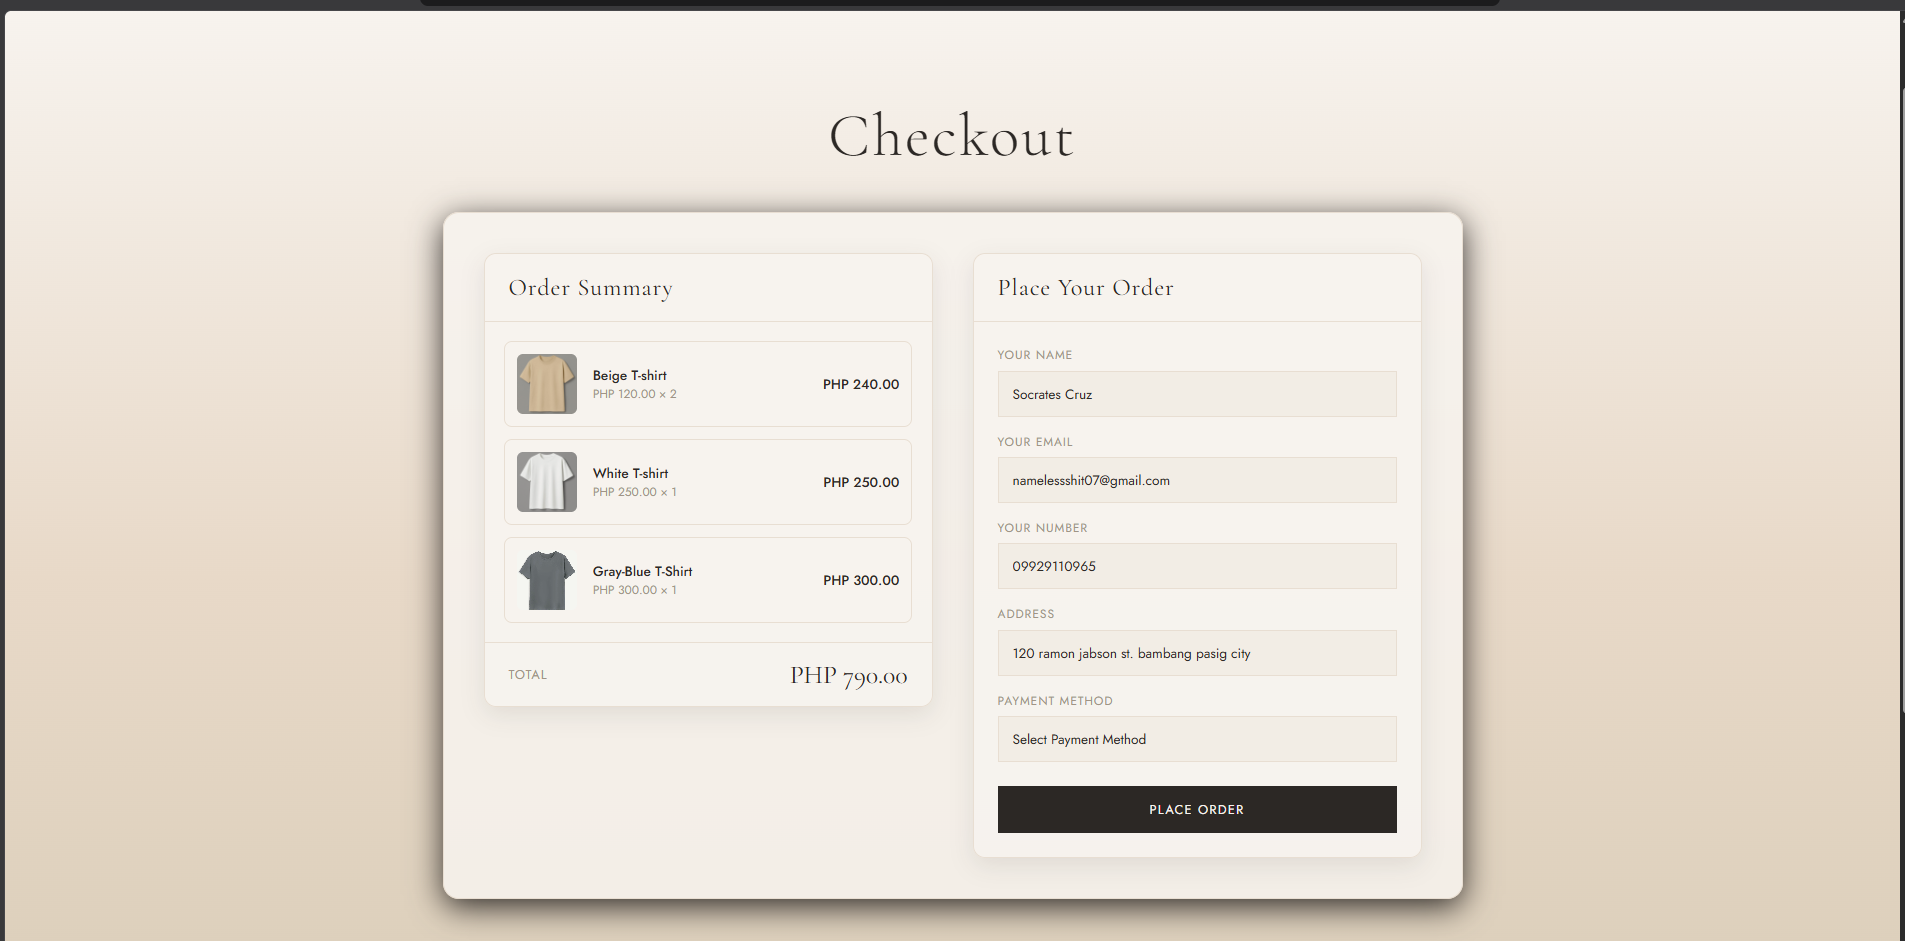 Checkout
Order Summary
Beige T-shirt
PHP 120.00 × 2
PHP 240.00
White T-shirt
PHP 250.00 × 1
PHP 250.00
Gray-Blue T-Shirt
PHP 300.00 × 1
PHP 300.00
TOTAL
PHP 790.00
Place Your Order
YOUR NAME
Socrates Cruz
YOUR EMAIL
namelessshit07@gmail.com
YOUR NUMBER
09929110965
ADDRESS
120 ramon jabson st. bambang pasig city
PAYMENT METHOD
Select Payment Method
PLACE ORDER